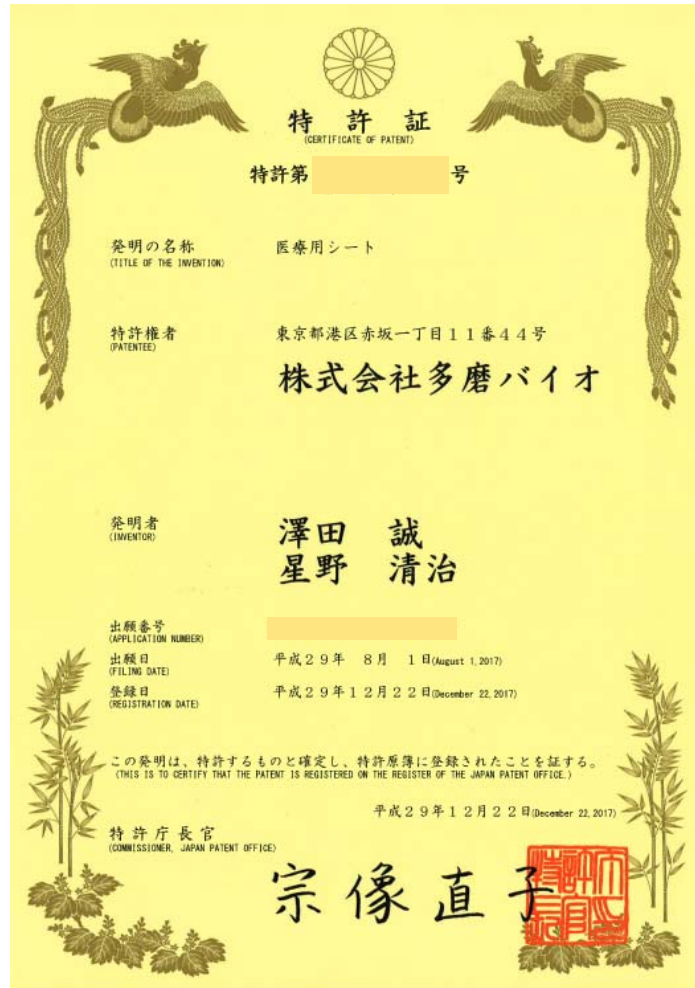 特許証
(CERTIFICATE OF PATENT)
特許第 号
発明の名称 医療用シート
(TITLE OF THE INVENTION)
特許権者 東京都港区赤坂一丁目11番44号
(PATENTEE)
株式会社多磨バイオ
発明者 澤田 誠
(INVENTOR)
星野 清治
出願番号
(APPLICATION NUMBER)
出願日 平成29年 8月 1日(August 1,2017)
(FILING DATE)
登録日 平成29年12月22日(December 22,2017)
(REGISTRATION DATE)
この発明は、特許するものと確定し、特許原簿に登録されたことを証する。
(THIS IS TO CERTIFY THAT THE PATENT IS REGISTERED ON THE REGISTER OF THE JAPAN PATENT OFFICE.)
平成29年12月22日(December 22,2017)
特許庁長官
(COMMISSIONER, JAPAN PATENT OFFICE)
宗像直子